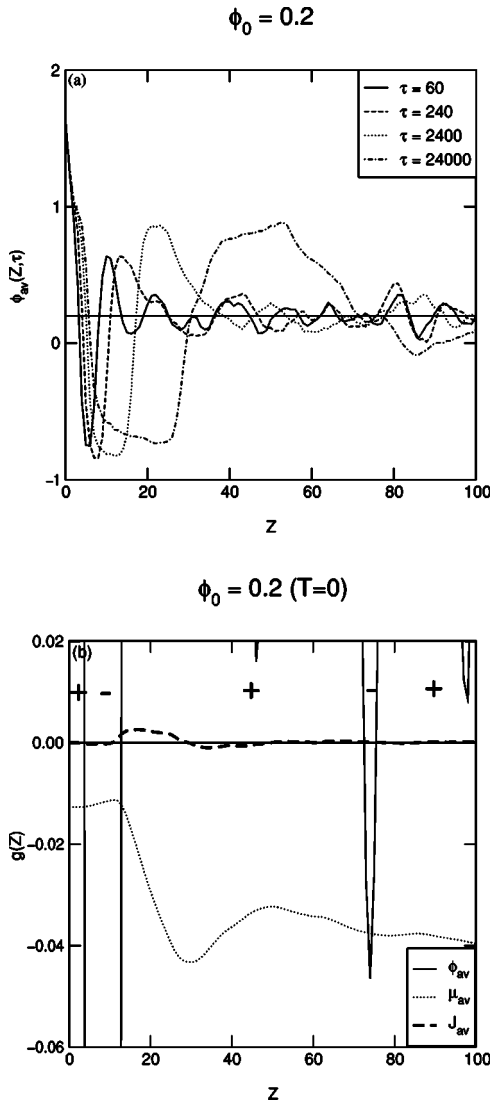 ϕ₀ = 0.2
(a)
τ = 60
τ = 240
τ = 2400
τ = 24000
2
1
0
-1
ϕav(Z,τ)
0 20 40 60 80 100
Z
ϕ₀ = 0.2 (T=0)
(b)
0.02
0.00
-0.02
-0.04
-0.06
g(Z)
+ - + - +
ϕav
μav
Jav
0 20 40 60 80 100
Z